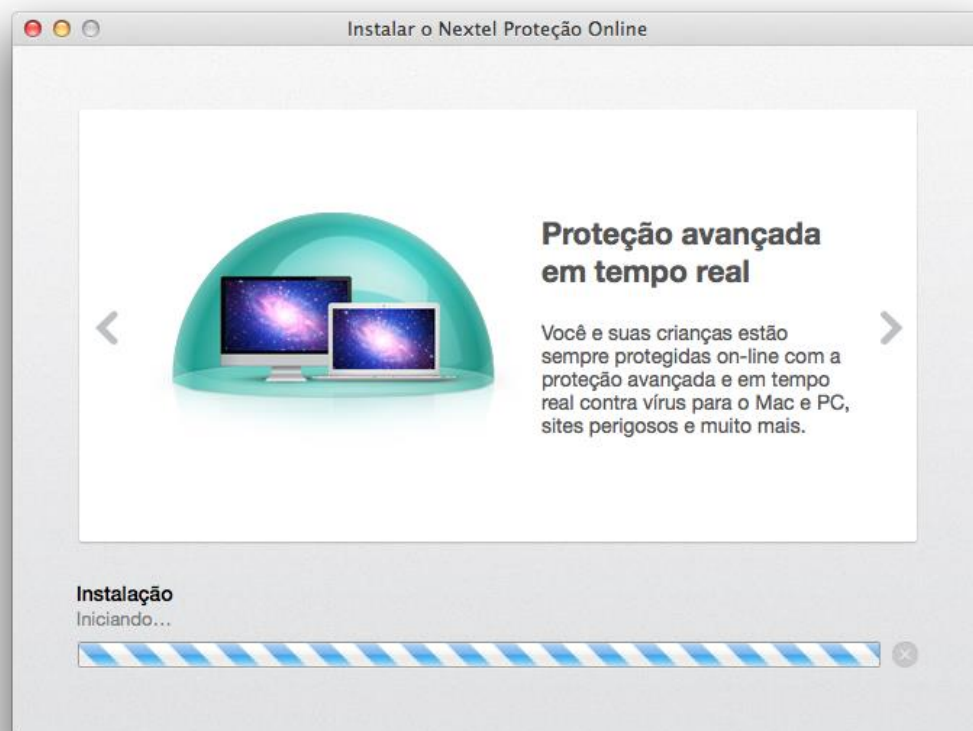 Instalar o Nextel Proteção Online
Proteção avançada
em tempo real
Você e suas crianças estão
sempre protegidas on-line com a
proteção avançada e em tempo
real contra vírus para o Mac e PC,
sites perigosos e muito mais.
Instalação
Iniciando...